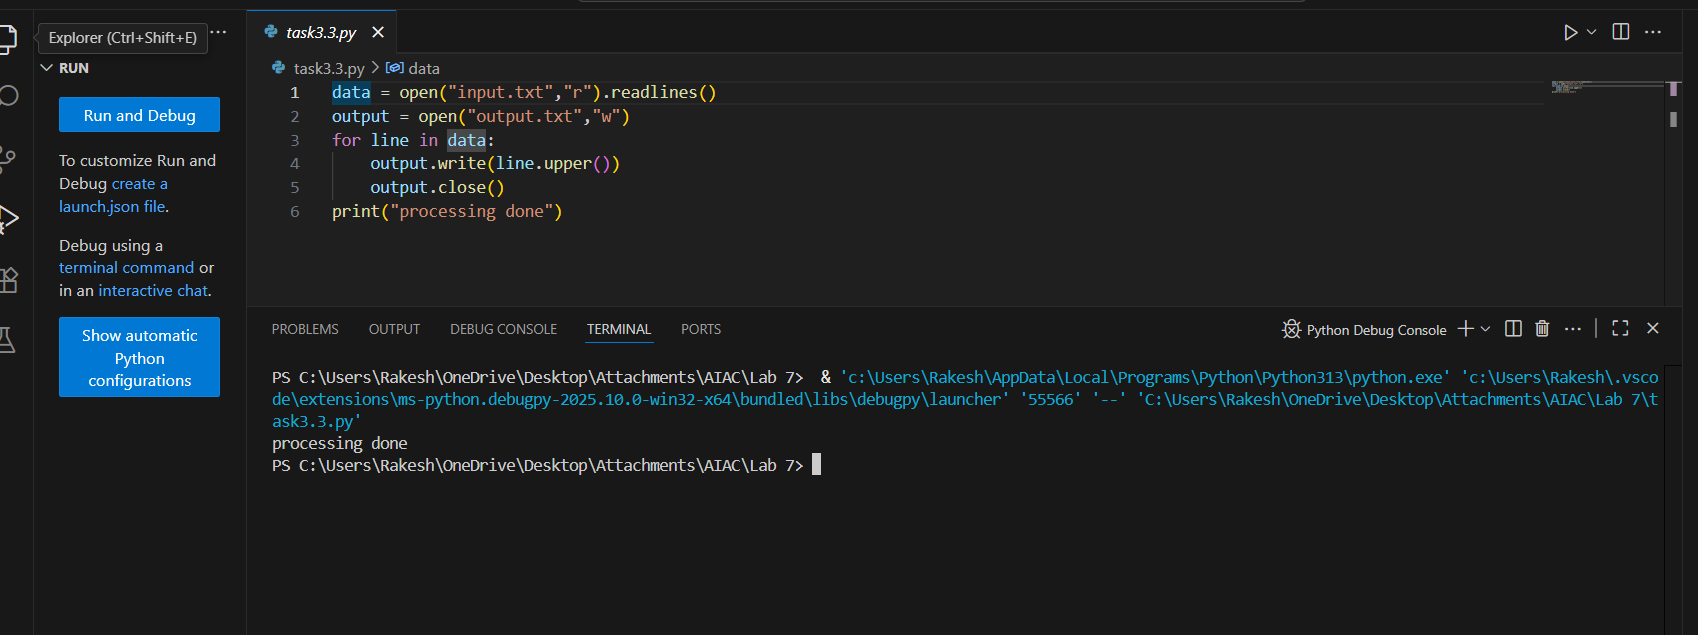 Explorer (Ctrl+Shift+E)
RUN
Run and Debug
To customize Run and
Debug create a
launch.json file.
Debug using a
terminal command or
in an interactive chat.
Show automatic
Python
configurations
task3.3.py
task3.3.py > data
1 data = open("input.txt","r").readlines()
2 output = open("output.txt","w")
3 for line in data:
4     output.write(line.upper())
5     output.close()
6 print("processing done")
PROBLEMS OUTPUT DEBUG CONSOLE TERMINAL PORTS
Python Debug Console
PS C:\Users\Rakesh\OneDrive\Desktop\Attachments\AIAC\Lab 7>  & 'c:\Users\Rakesh\AppData\Local\Programs\Python\Python313\python.exe' 'c:\Users\Rakesh\.vsco
de\extensions\ms-python.debugpy-2025.10.0-win32-x64\bundled\libs\debugpy\launcher' '55566' '--' 'C:\Users\Rakesh\OneDrive\Desktop\Attachments\AIAC\Lab 7\t
ask3.3.py'
processing done
PS C:\Users\Rakesh\OneDrive\Desktop\Attachments\AIAC\Lab 7>